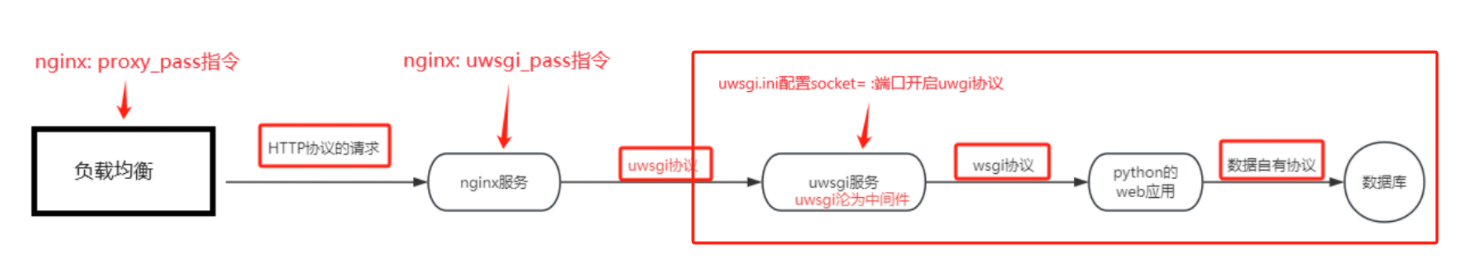 nginx: proxy_pass指令
nginx: uwsgi_pass指令
uwsgi.ini配置socket= :端口开启uwgi协议
负载均衡
HTTP协议的请求
nginx服务
uwsgi协议
uwsgi服务
uwsgi沦为中间件
wsgi协议
python的
web应用
数据自有协议
数据库